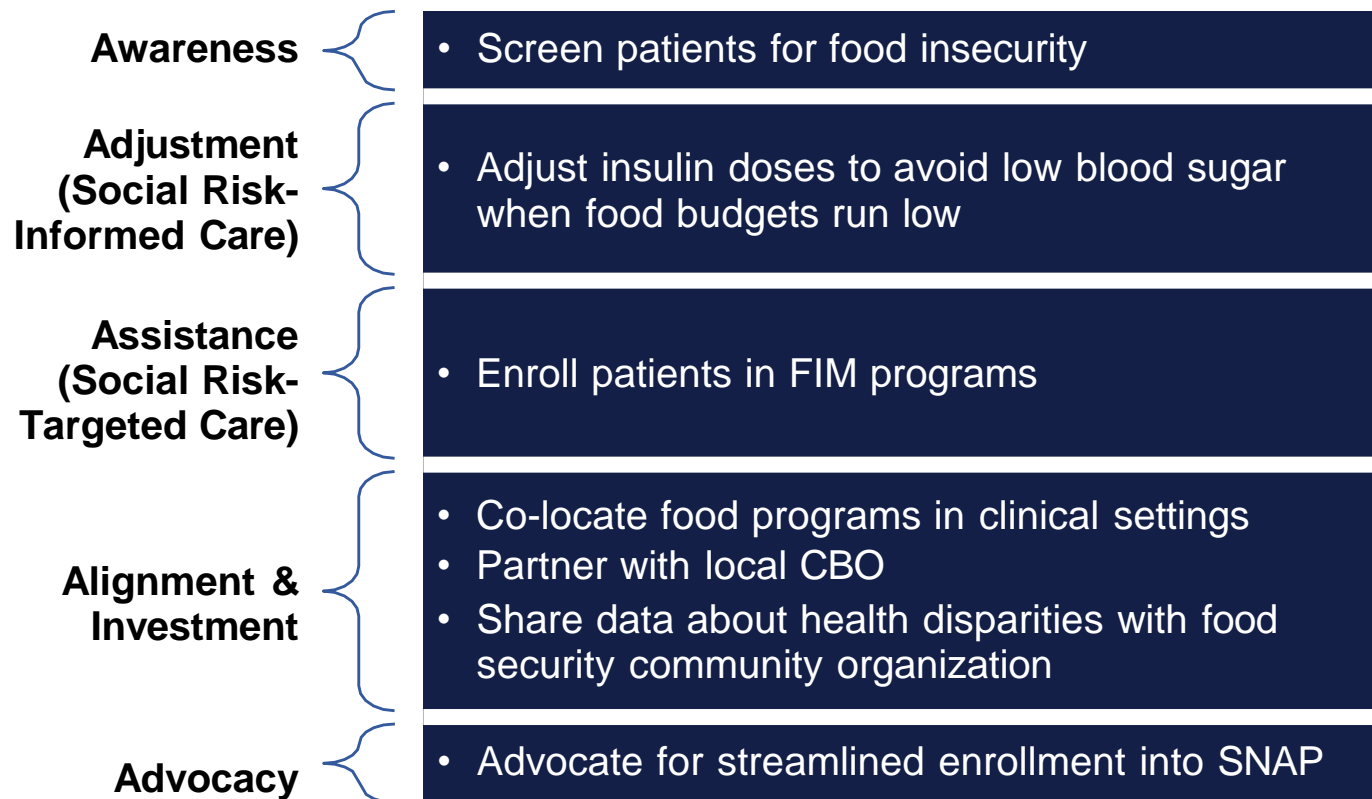 Awareness
• Screen patients for food insecurity
Adjustment
(Social Risk-
Informed Care)
• Adjust insulin doses to avoid low blood sugar
when food budgets run low
Assistance
(Social Risk-
Targeted Care)
• Enroll patients in FIM programs
Alignment &
Investment
• Co-locate food programs in clinical settings
• Partner with local CBO
• Share data about health disparities with food
security community organization
Advocacy
• Advocate for streamlined enrollment into SNAP